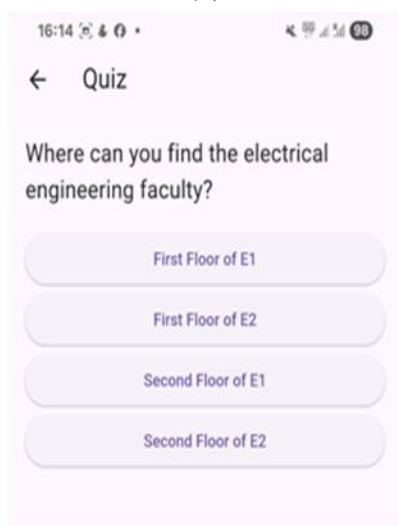 16:14
98
Quiz
Where can you find the electrical
engineering faculty?
First Floor of E1
First Floor of E2
Second Floor of E1
Second Floor of E2